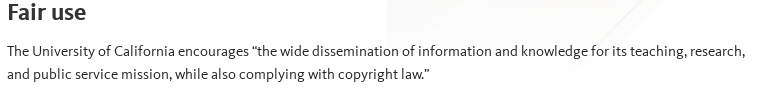 Fair use
The University of California encourages “the wide dissemination of information and knowledge for its teaching, research,
and public service mission, while also complying with copyright law.”